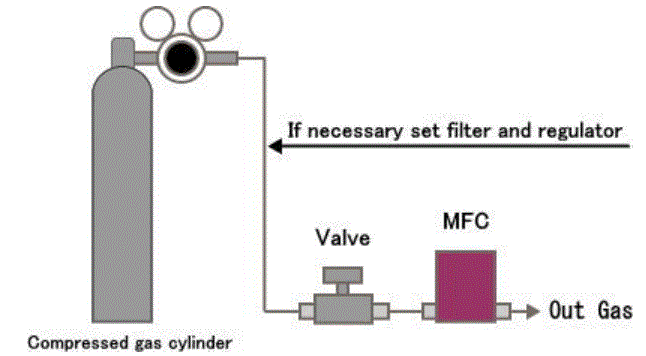 If necessary set filter and regulator
MFC
Valve
Out Gas
Compressed gas cylinder